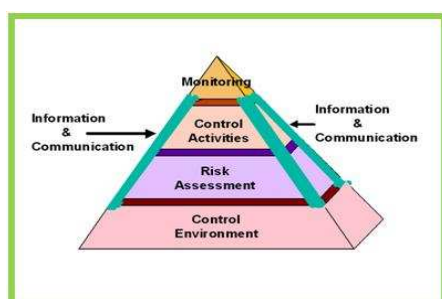 Monitoring
Information
&
Communication
Information
&
Communication
Control
Activities
Risk
Assessment
Control
Environment